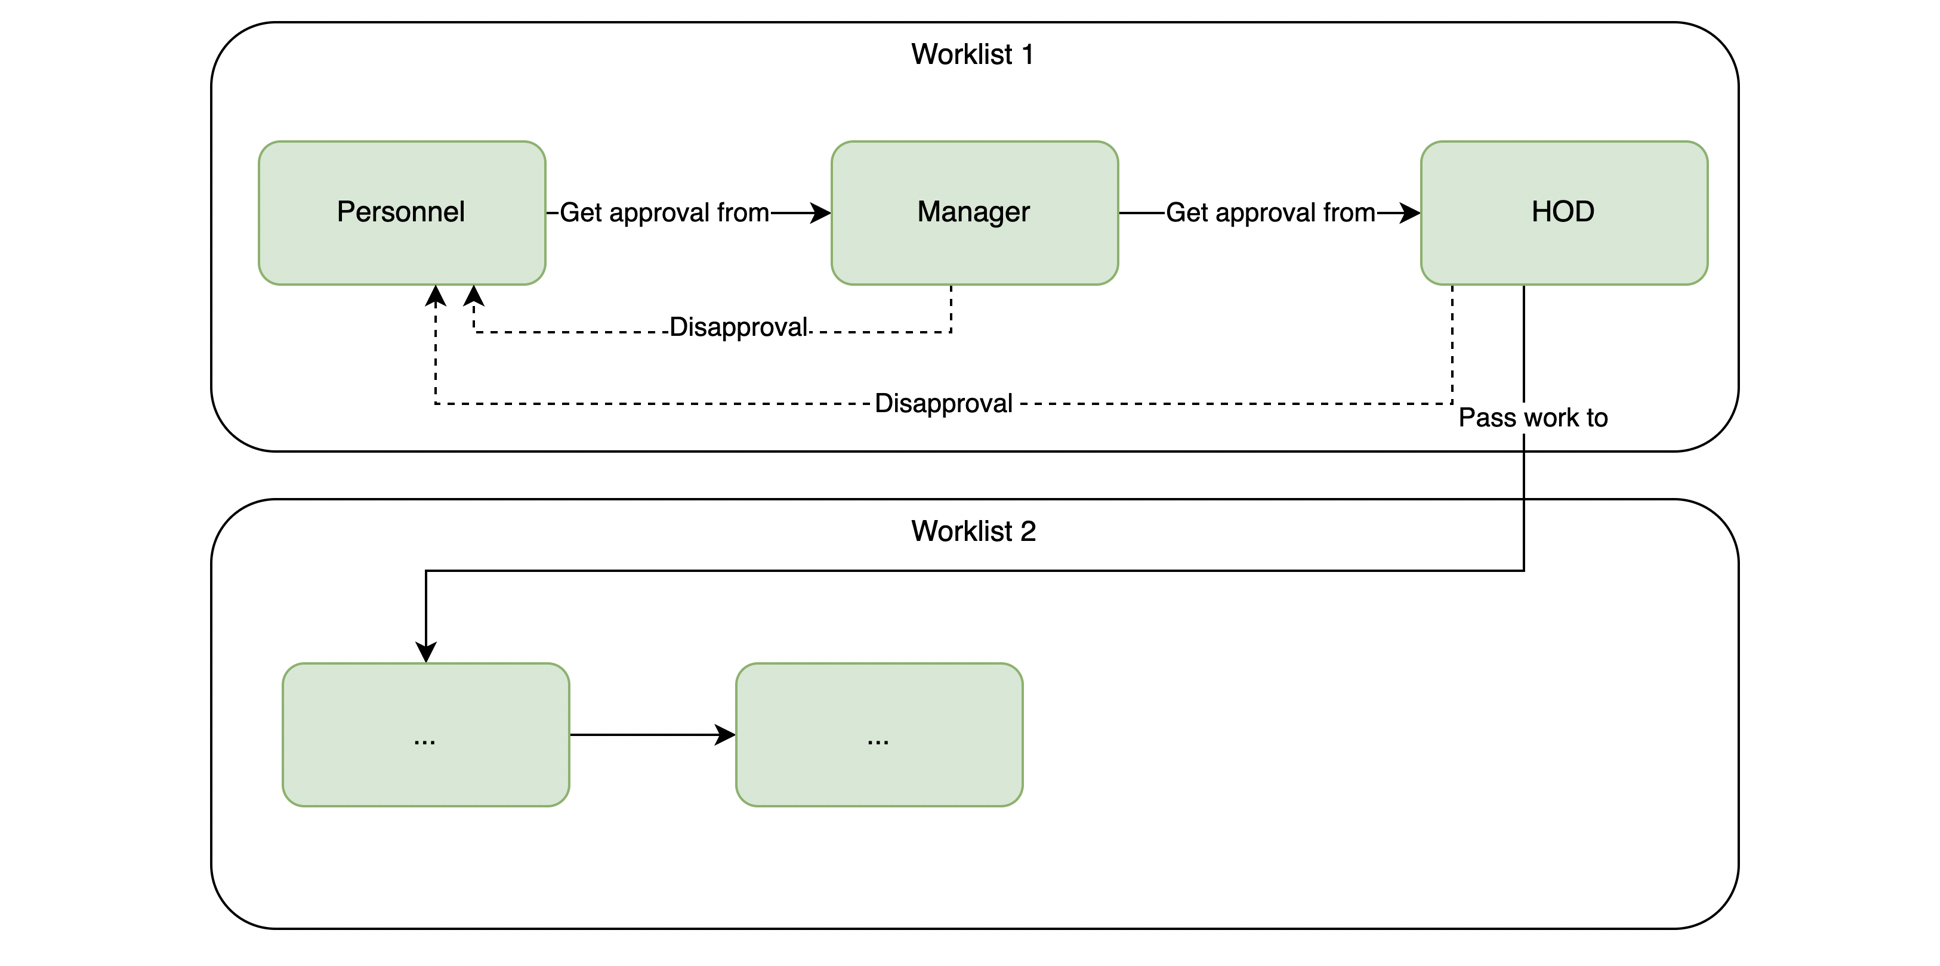 Worklist 1
Personnel
Get approval from
Manager
Get approval from
HOD
Disapproval
Disapproval
Pass work to
Worklist 2
...
...